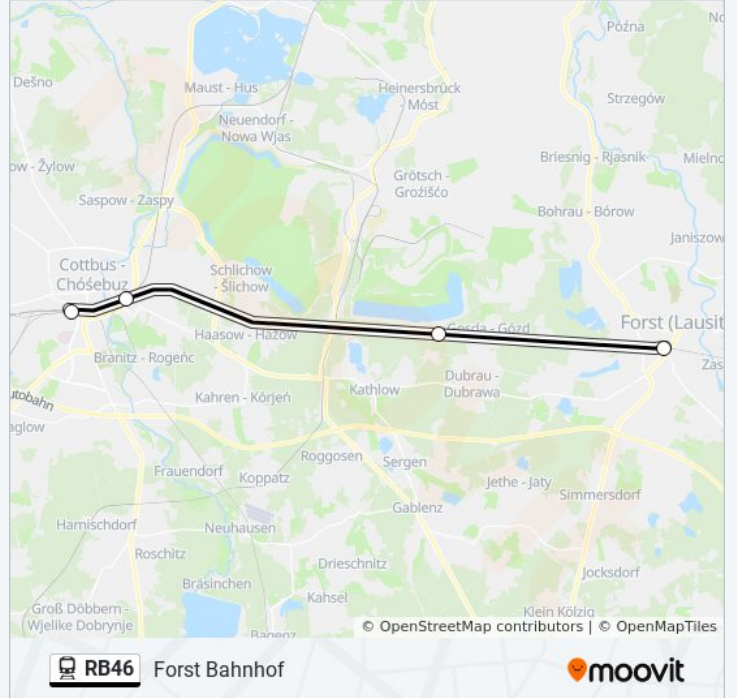 Późna
Dešno
Maust - Hus
Heinersbrück
Móst
Strzegów
Neuendorf -
Nowa Wjas
Briesnig - Rjasnik
Mielno
ow - Žylow
Grötsch -
Groźišćo
Saspow - Zaspy
Bohrau - Bórow
Janiszow
Cottbus -
Chóśebuz
Schlichow
- Šlichow
Forst (Lausit
Gosda - Gózd
Haasow - Hažow
Branitz - Rogeńc
Zas
Dubrau -
Dubrawa
Kathlow
Kahren - Kórjeń
utobahn
aglow
Roggosen
Sergen
Frauendorf
Koppatz
Jethe - Jaty
Simmersdorf
Gablenz
Harnischdorf
Neuhausen
Roschitz
Drieschnitz
Jocksdorf
Bräsinchen
Kahsel
Groß Döbbern -
Wjelike Dobrynje
Klein Kölzig
Bagenz
© OpenStreetMap contributors | © OpenMapTiles
RB46 Forst Bahnhof
moovit